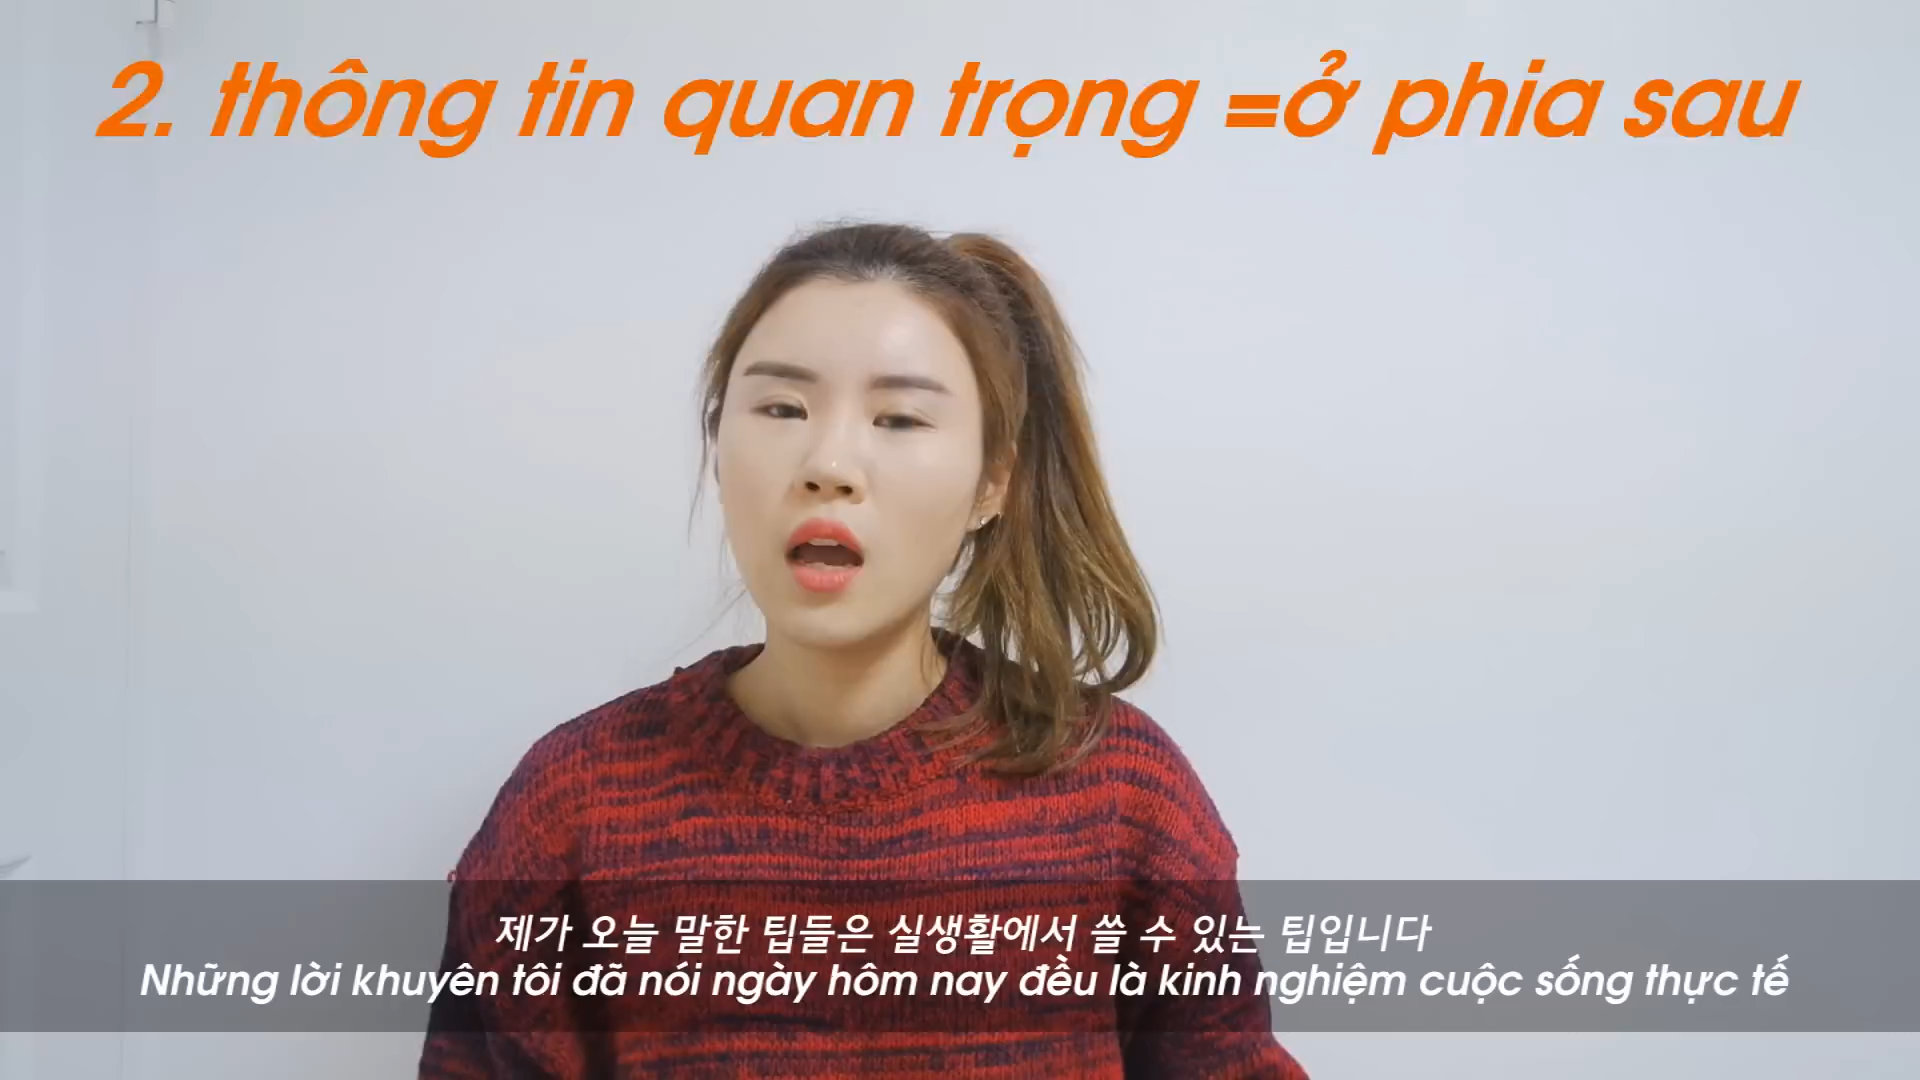 2. thông tin quan trọng =ở phia sau
제가 오늘 말한 팁들은 실생활에서 쓸 수 있는 팁입니다
Những lời khuyên tôi đã nói ngày hôm nay đều là kinh nghiệm cuộc sống thực tế